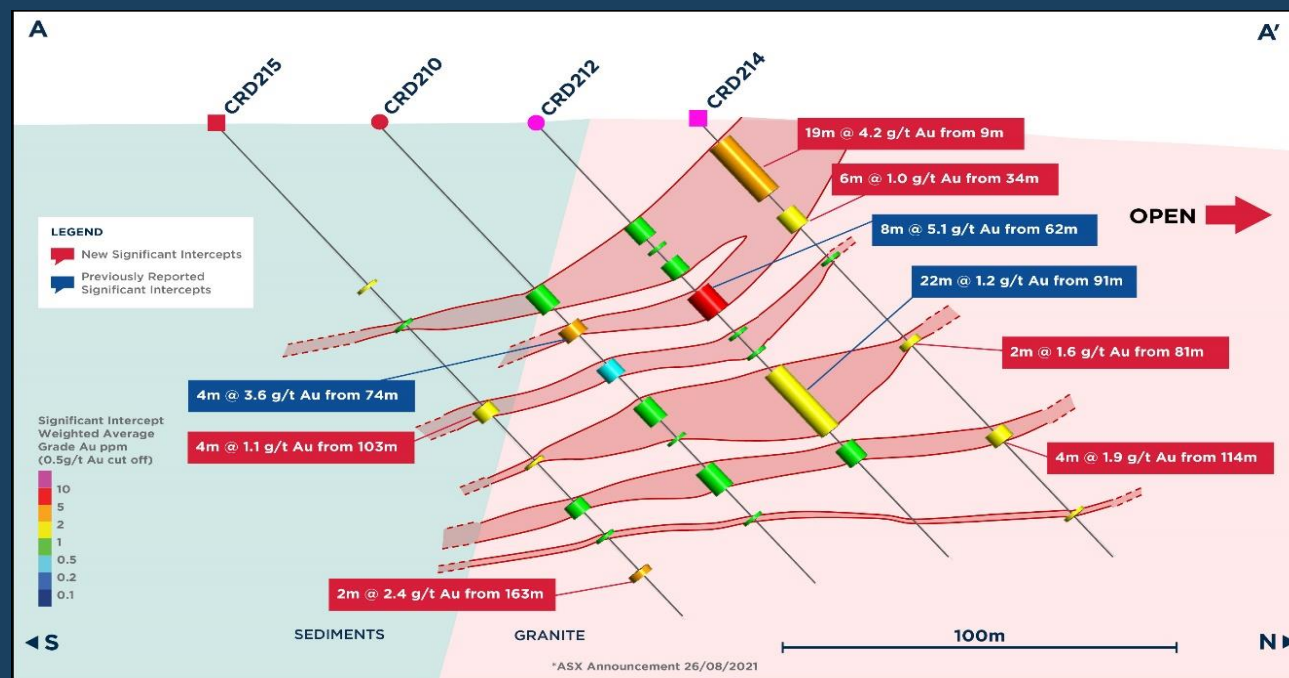 A
A'
CRD215
CRD210
CRD212
CRD214
19m @ 4.2 g/t Au from 9m
6m @ 1.0 g/t Au from 34m
8m @ 5.1 g/t Au from 62m
OPEN
22m @ 1.2 g/t Au from 91m
LEGEND
New Significant Intercepts
Previously Reported
Significant Intercepts
2m @ 1.6 g/t Au from 81m
4m @ 3.6 g/t Au from 74m
4m @ 1.1 g/t Au from 103m
4m @ 1.9 g/t Au from 114m
Significant Intercept
Weighted Average
Grade Au ppm
(0.5g/t Au cut off)
10
5
2
1
0.5
0.2
0.1
2m @ 2.4 g/t Au from 163m
S
SEDIMENTS
GRANITE
100m
N
*ASX Announcement 26/08/2021